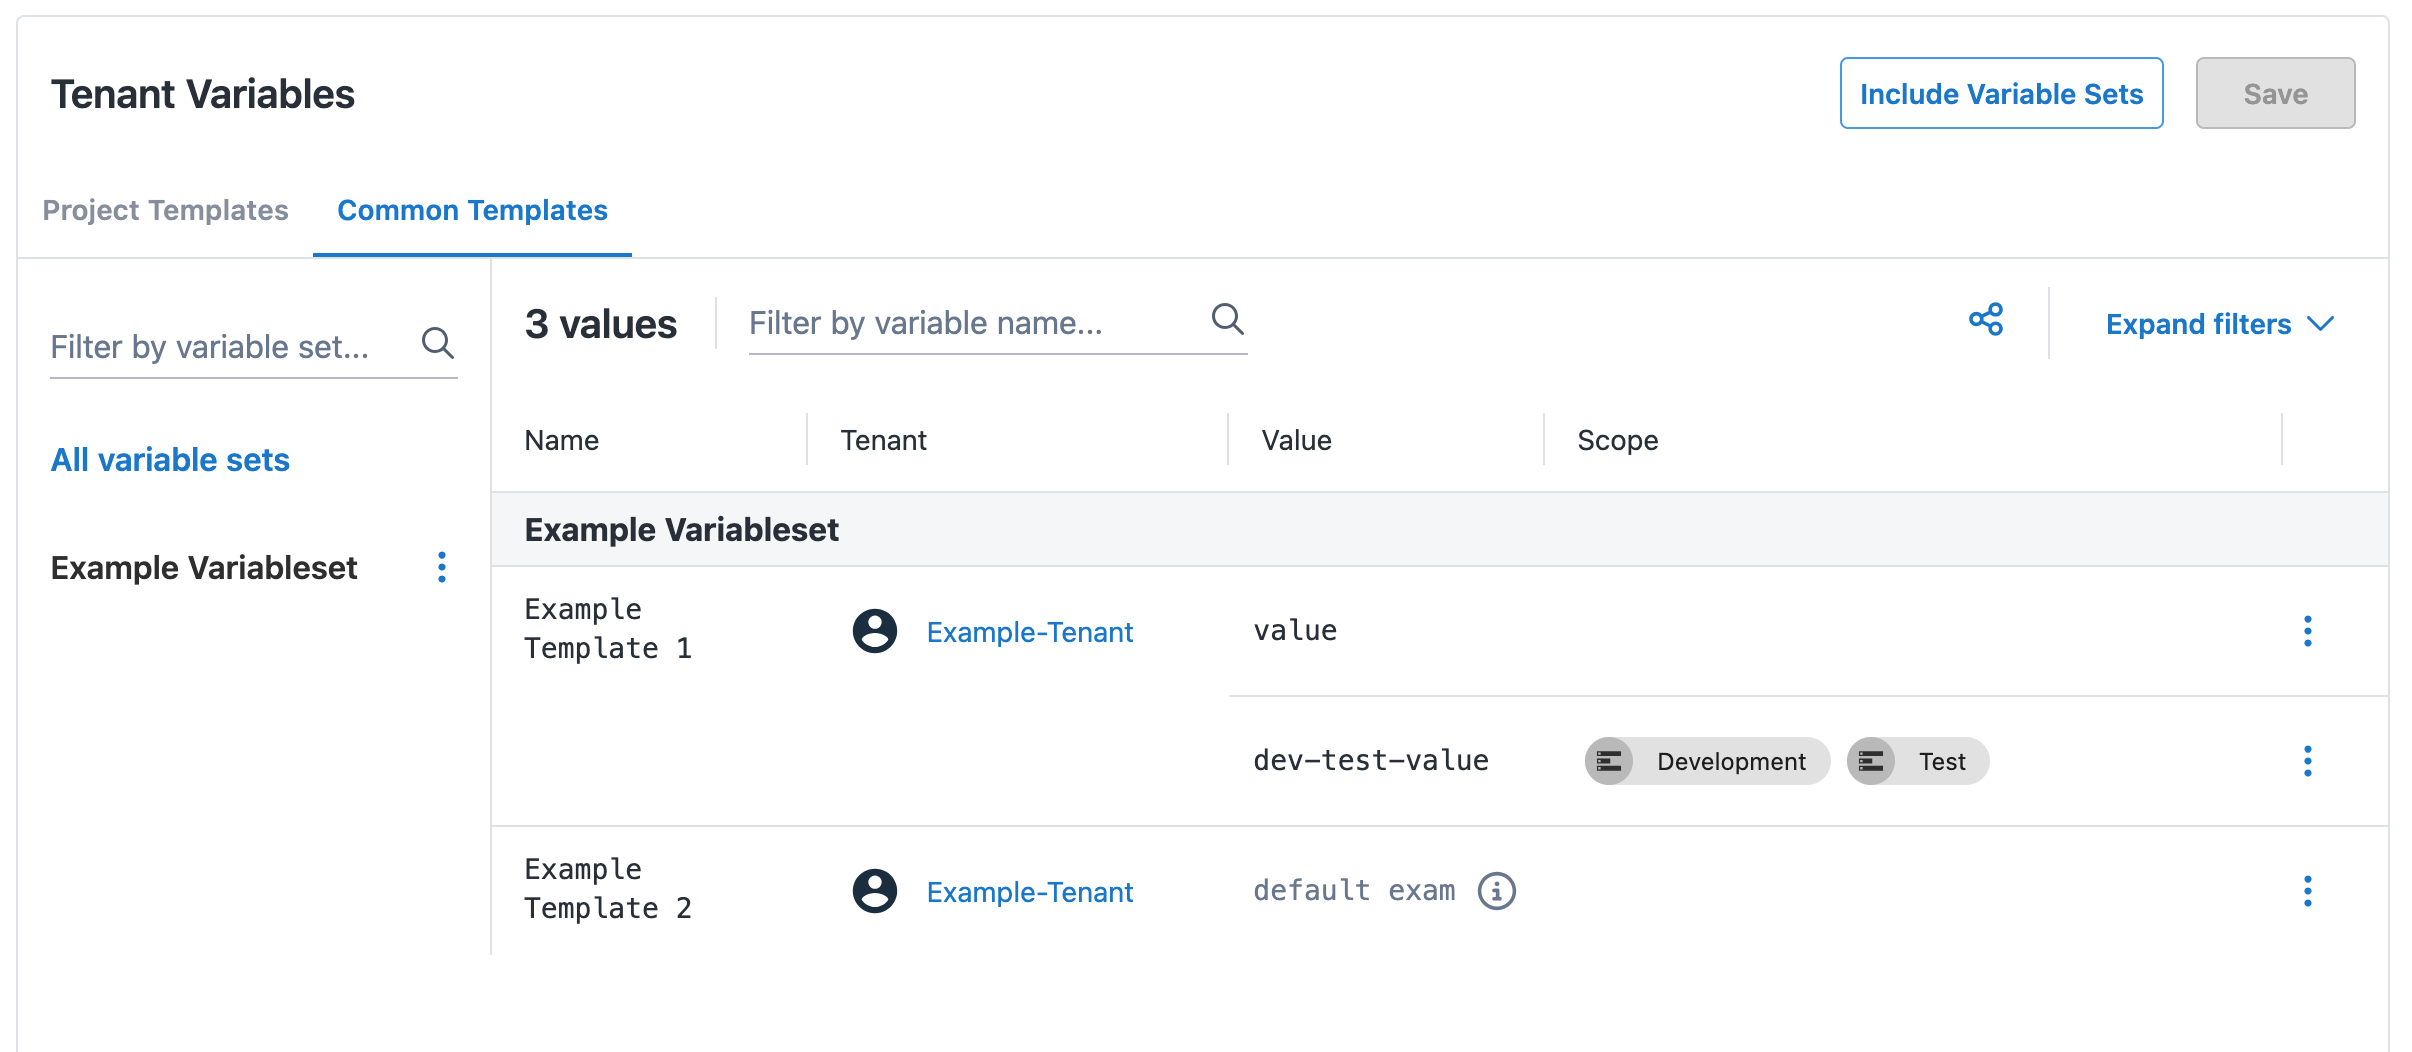 Tenant Variables
Include Variable Sets
Save
Project Templates
Common Templates
Filter by variable set...
All variable sets
Example Variableset
3 values
Filter by variable name...
Expand filters
Name
Tenant
Value
Scope
Example Variableset
Example
Template 1
Example-Tenant
value
dev-test-value
Development
Test
Example
Template 2
Example-Tenant
default exam